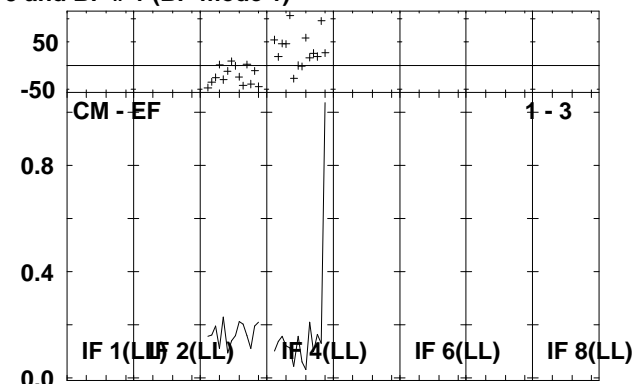 50
-50
CM - EF 1 - 3
0.8
0.4
IF 1(LL) IF 2(LL) IF 4(LL) IF 6(LL) IF 8(LL)
0.0